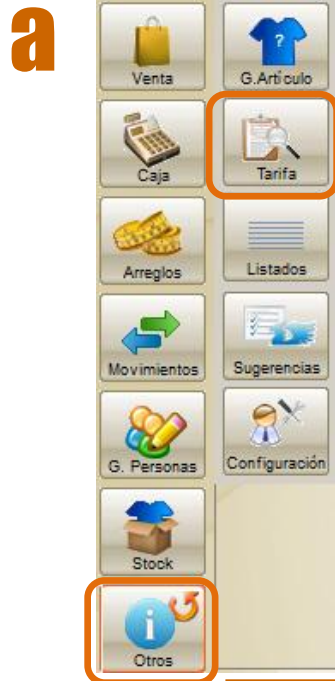 a
Venta
G.Artículo
?
Caja
Tarifa
Arreglos
Listados
Movimientos
Sugerencias
G. Personas
Configuración
Stock
i
Otros